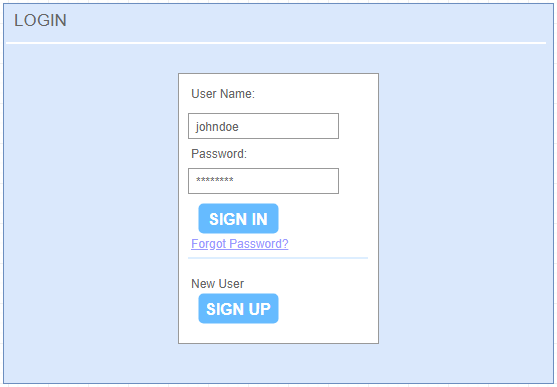 LOGIN
User Name:
johndoe
Password:
********
SIGN IN
Forgot Password?
New User
SIGN UP